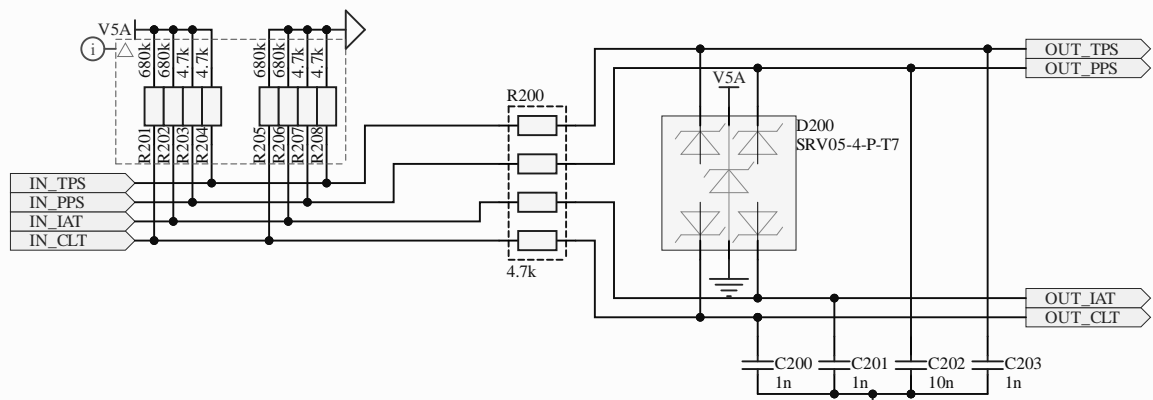 V5A
i
680k
680k
4.7k
4.7k
680k
680k
4.7k
4.7k
R201
R202
R203
R204
R205
R206
R207
R208
IN_TPS
IN_PPS
IN_IAT
IN_CLT
R200
4.7k
V5A
D200
SRV05-4-P-T7
OUT_TPS
OUT_PPS
OUT_IAT
OUT_CLT
C200
1n
C201
1n
C202
10n
C203
1n